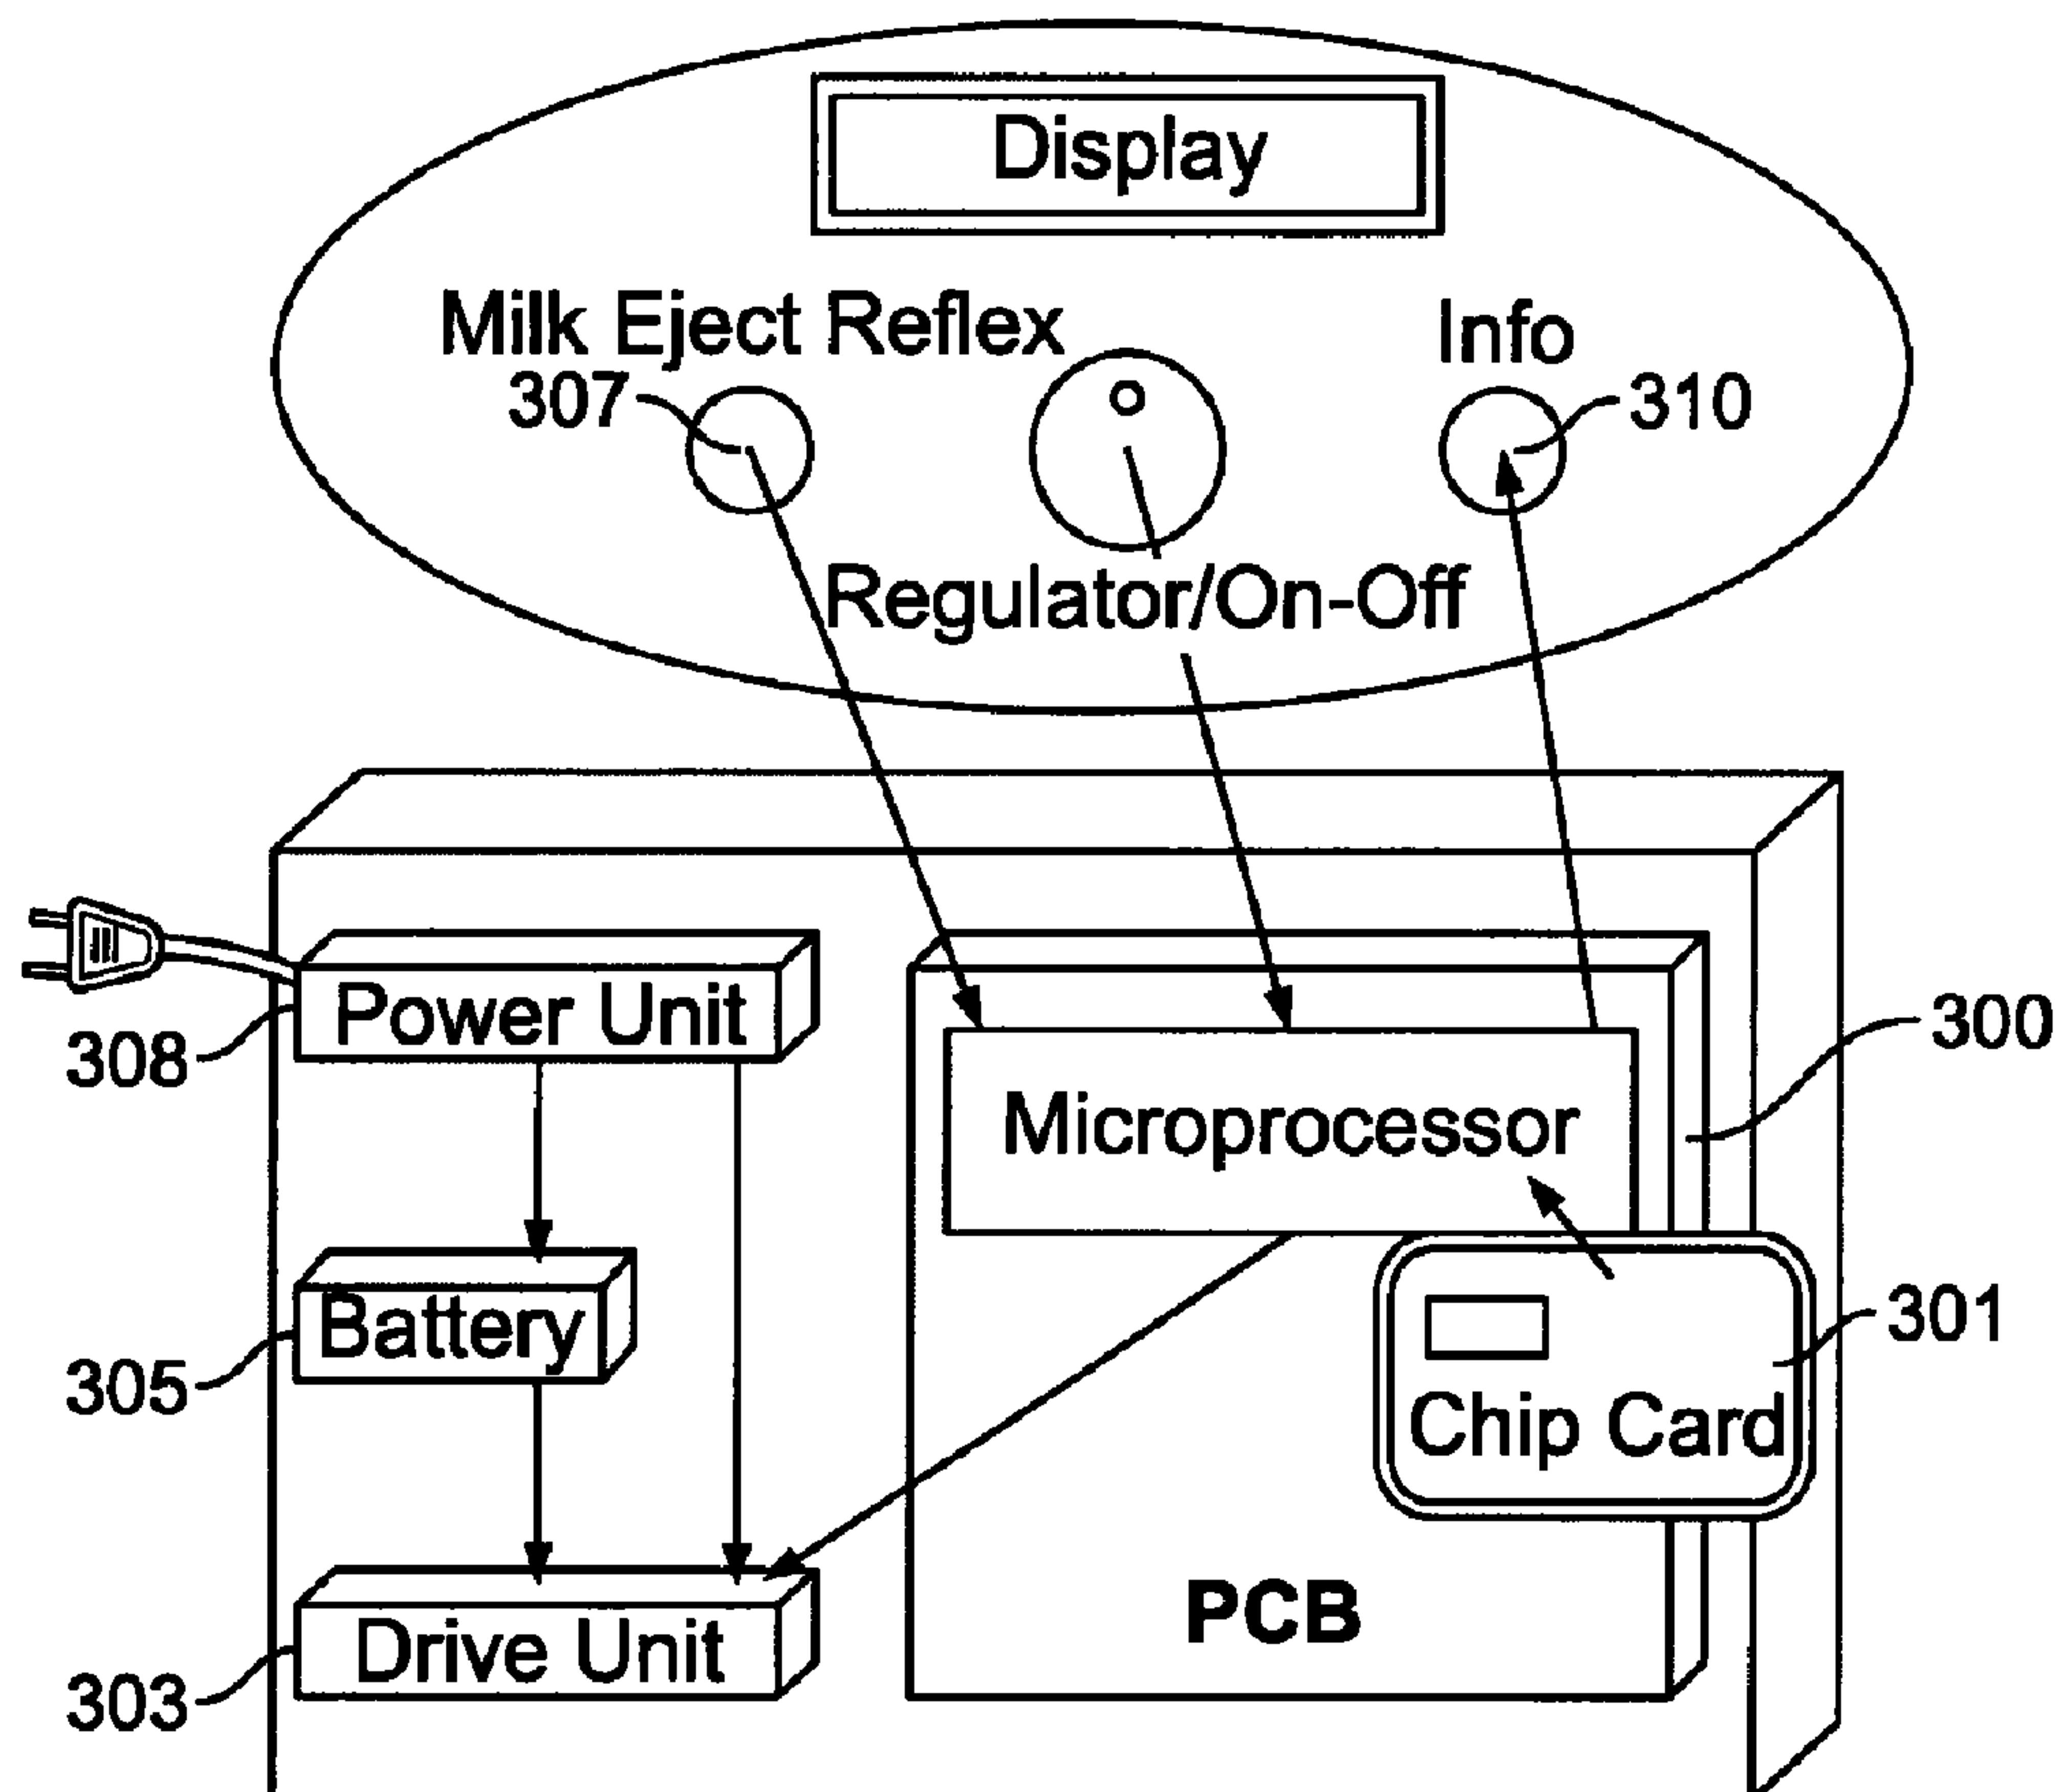 Display
Milk Eject Reflex
Info
307
310
Regulator/On-Off
Power Unit
308
300
Microprocessor
Battery
305
301
Chip Card
PCB
Drive Unit
303